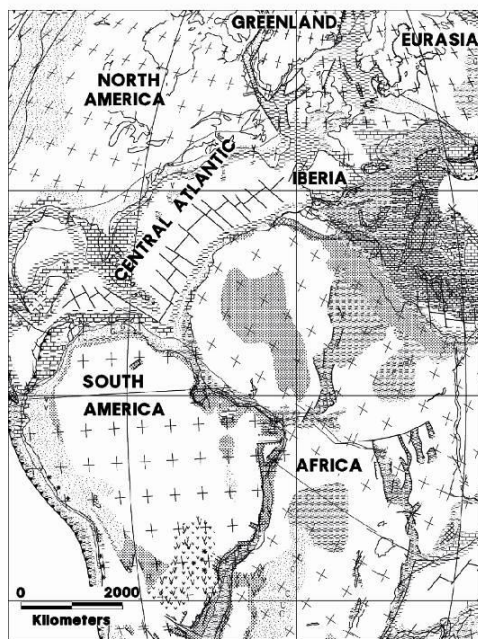 GREENLAND
EURASIA
NORTH
AMERICA
CENTRAL ATLANTIC
IBERIA
SOUTH
AMERICA
AFRICA
0 2000
Kilometers